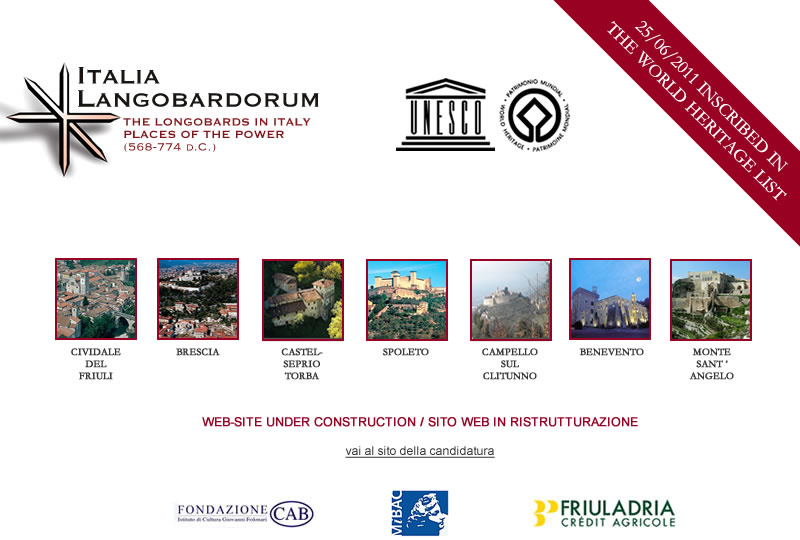 25/06/2011 INSCRIBED IN
THE WORLD HERITAGE LIST
ITALIA
LANGOBARDORUM
THE LONGOBARDS IN ITALY
PLACES OF THE POWER
(568-774 D.C.)
UNESCO
PATRIMONIO MUNDIAL
WORLD HERITAGE
PATRIMOINE MONDIAL
CIVIDALE
DEL
FRIULI
BRESCIA
CASTEL-
SEPRIO
TORBA
SPOLETO
CAMPELLO
SUL
CLITUNNO
BENEVENTO
MONTE
SANT'
ANGELO
WEB-SITE UNDER CONSTRUCTION / SITO WEB IN RISTRUTTURAZIONE
vai al sito della candidatura
FONDAZIONE
Istituto di Cultura Giovanni Folonari
CAB
MiBAC
FRIULADRIA
CRÉDIT AGRICOLE